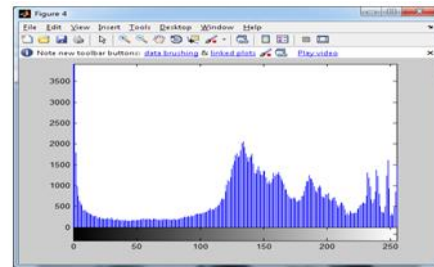 Figure 4
File Edit View Insert Tools Desktop Window Help
Note new toolbar buttons: data brushing & linked plots Play video
3500
3000
2500
2000
1500
1000
500
0
0 50 100 150 200 250